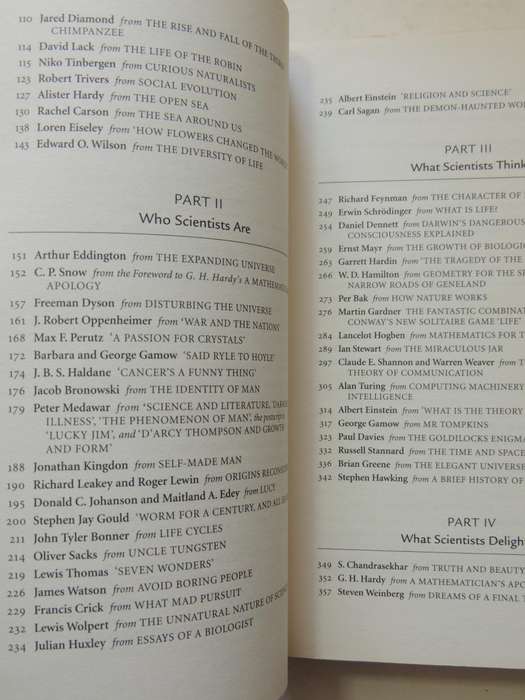 110 Jared Diamond from THE RISE AND FALL OF THE THIRD
CHIMPANZEE
114 David Lack from THE LIFE OF THE ROBIN
115 Niko Tinbergen from CURIOUS NATURALISTS
123 Robert Trivers from SOCIAL EVOLUTION
127 Alister Hardy from THE OPEN SEA
130 Rachel Carson from THE SEA AROUND US
138 Loren Eiseley from 'HOW FLOWERS CHANGED THE WORLD'
143 Edward O. Wilson from THE DIVERSITY OF LIFE
PART II
Who Scientists Are
151 Arthur Eddington from THE EXPANDING UNIVERSE
152 C. P. Snow from the Foreword to G. H. Hardy's A MATHEMATICIAN'S
APOLOGY
157 Freeman Dyson from DISTURBING THE UNIVERSE
161 J. Robert Oppenheimer from 'WAR AND THE NATIONS'
168 Max F. Perutz 'A PASSION FOR CRYSTALS'
172 Barbara and George Gamow 'SAID RYLE TO HOYLE'
174 J. B. S. Haldane 'CANCER'S A FUNNY THING'
176 Jacob Bronowski from THE IDENTITY OF MAN
179 Peter Medawar from 'SCIENCE AND LITERATURE', 'DARWIN'S
ILLNESS', 'THE PHENOMENON OF MAN', the postscript to
'LUCKY JIM', and 'D'ARCY THOMPSON AND GROWTH
AND FORM'
188 Jonathan Kingdon from SELF-MADE MAN
190 Richard Leakey and Roger Lewin from ORIGINS RECONSIDERED
195 Donald C. Johanson and Maitland A. Edey from LUCY
200 Stephen Jay Gould 'WORM FOR A CENTURY, AND ALL
211 John Tyler Bonner from LIFE CYCLES
214 Oliver Sacks from UNCLE TUNGSTEN
219 Lewis Thomas 'SEVEN WONDERS'
226 James Watson from AVOID BORING PEOPLE
229 Francis Crick from WHAT MAD PURSUIT
232 Lewis Wolpert from THE UNNATURAL NATURE OF SCIENCE
234 Julian Huxley from ESSAYS OF A BIOLOGIST
235 Albert Einstein 'RELIGION AND SCIENCE'
239 Carl Sagan from THE DEMON-HAUNTED WO
PART III
What Scientists Think
247 Richard Feynman from THE CHARACTER OF
249 Erwin Schrödinger from WHAT IS LIFE?
254 Daniel Dennett from DARWIN'S DANGEROUS
CONSCIOUSNESS EXPLAINED
259 Ernst Mayr from THE GROWTH OF BIOLOGI
263 Garrett Hardin from 'THE TRAGEDY OF THE
266 W. D. Hamilton from GEOMETRY FOR THE SE
NARROW ROADS OF GENELAND
273 Per Bak from HOW NATURE WORKS
276 Martin Gardner THE FANTASTIC COMBINAT
CONWAY'S NEW SOLITAIRE GAME 'LIFE'
284 Lancelot Hogben from MATHEMATICS FOR T
289 Ian Stewart from THE MIRACULOUS JAR
297 Claude E. Shannon and Warren Weaver from T
THEORY OF COMMUNICATION
305 Alan Turing from COMPUTING MACHINERY
INTELLIGENCE
314 Albert Einstein from 'WHAT IS THE THEORY
317 George Gamow from MR TOMPKINS
323 Paul Davies from THE GOLDILOCKS ENIGMA
332 Russell Stannard from THE TIME AND SPACE
336 Brian Greene from THE ELEGANT UNIVERSE
342 Stephen Hawking from A BRIEF HISTORY OF
PART IV
What Scientists Deligh
349 S. Chandrasekhar from TRUTH AND BEAUTY
352 G. H. Hardy from A MATHEMATICIAN'S APO
357 Steven Weinberg from DREAMS OF A FINAL T